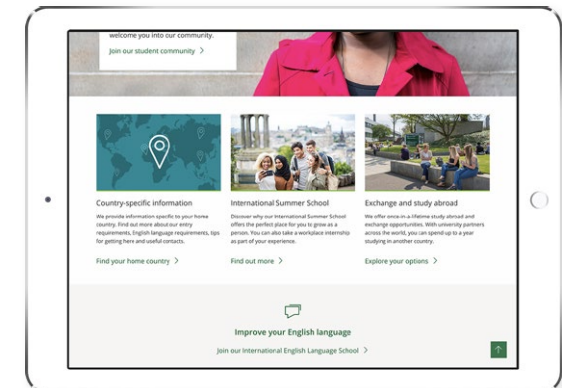 welcome you into our community.
Join our student community >
Country-specific information
We provide information specific to your home
country. Find out more about our entry
requirements, English language requirements, tips
for getting here and useful contacts.
Find your home country >
International Summer School
Discover why our International Summer School
offers the perfect place for you to grow as a
person. You can also take a workplace internship
as part of your experience.
Find out more >
Exchange and study abroad
We offer once-in-a-lifetime study abroad and
exchange opportunities. With university partners
across the world, you can spend up to a year
studying in another country.
Explore your options >
Improve your English language
Join our International English Language School >